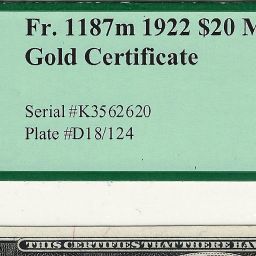 Fr. 1187m 1922 $20 M
Gold Certificate
Serial #K3562620
Plate #D18/124
THIS CERTIFIES THAT THERE HA